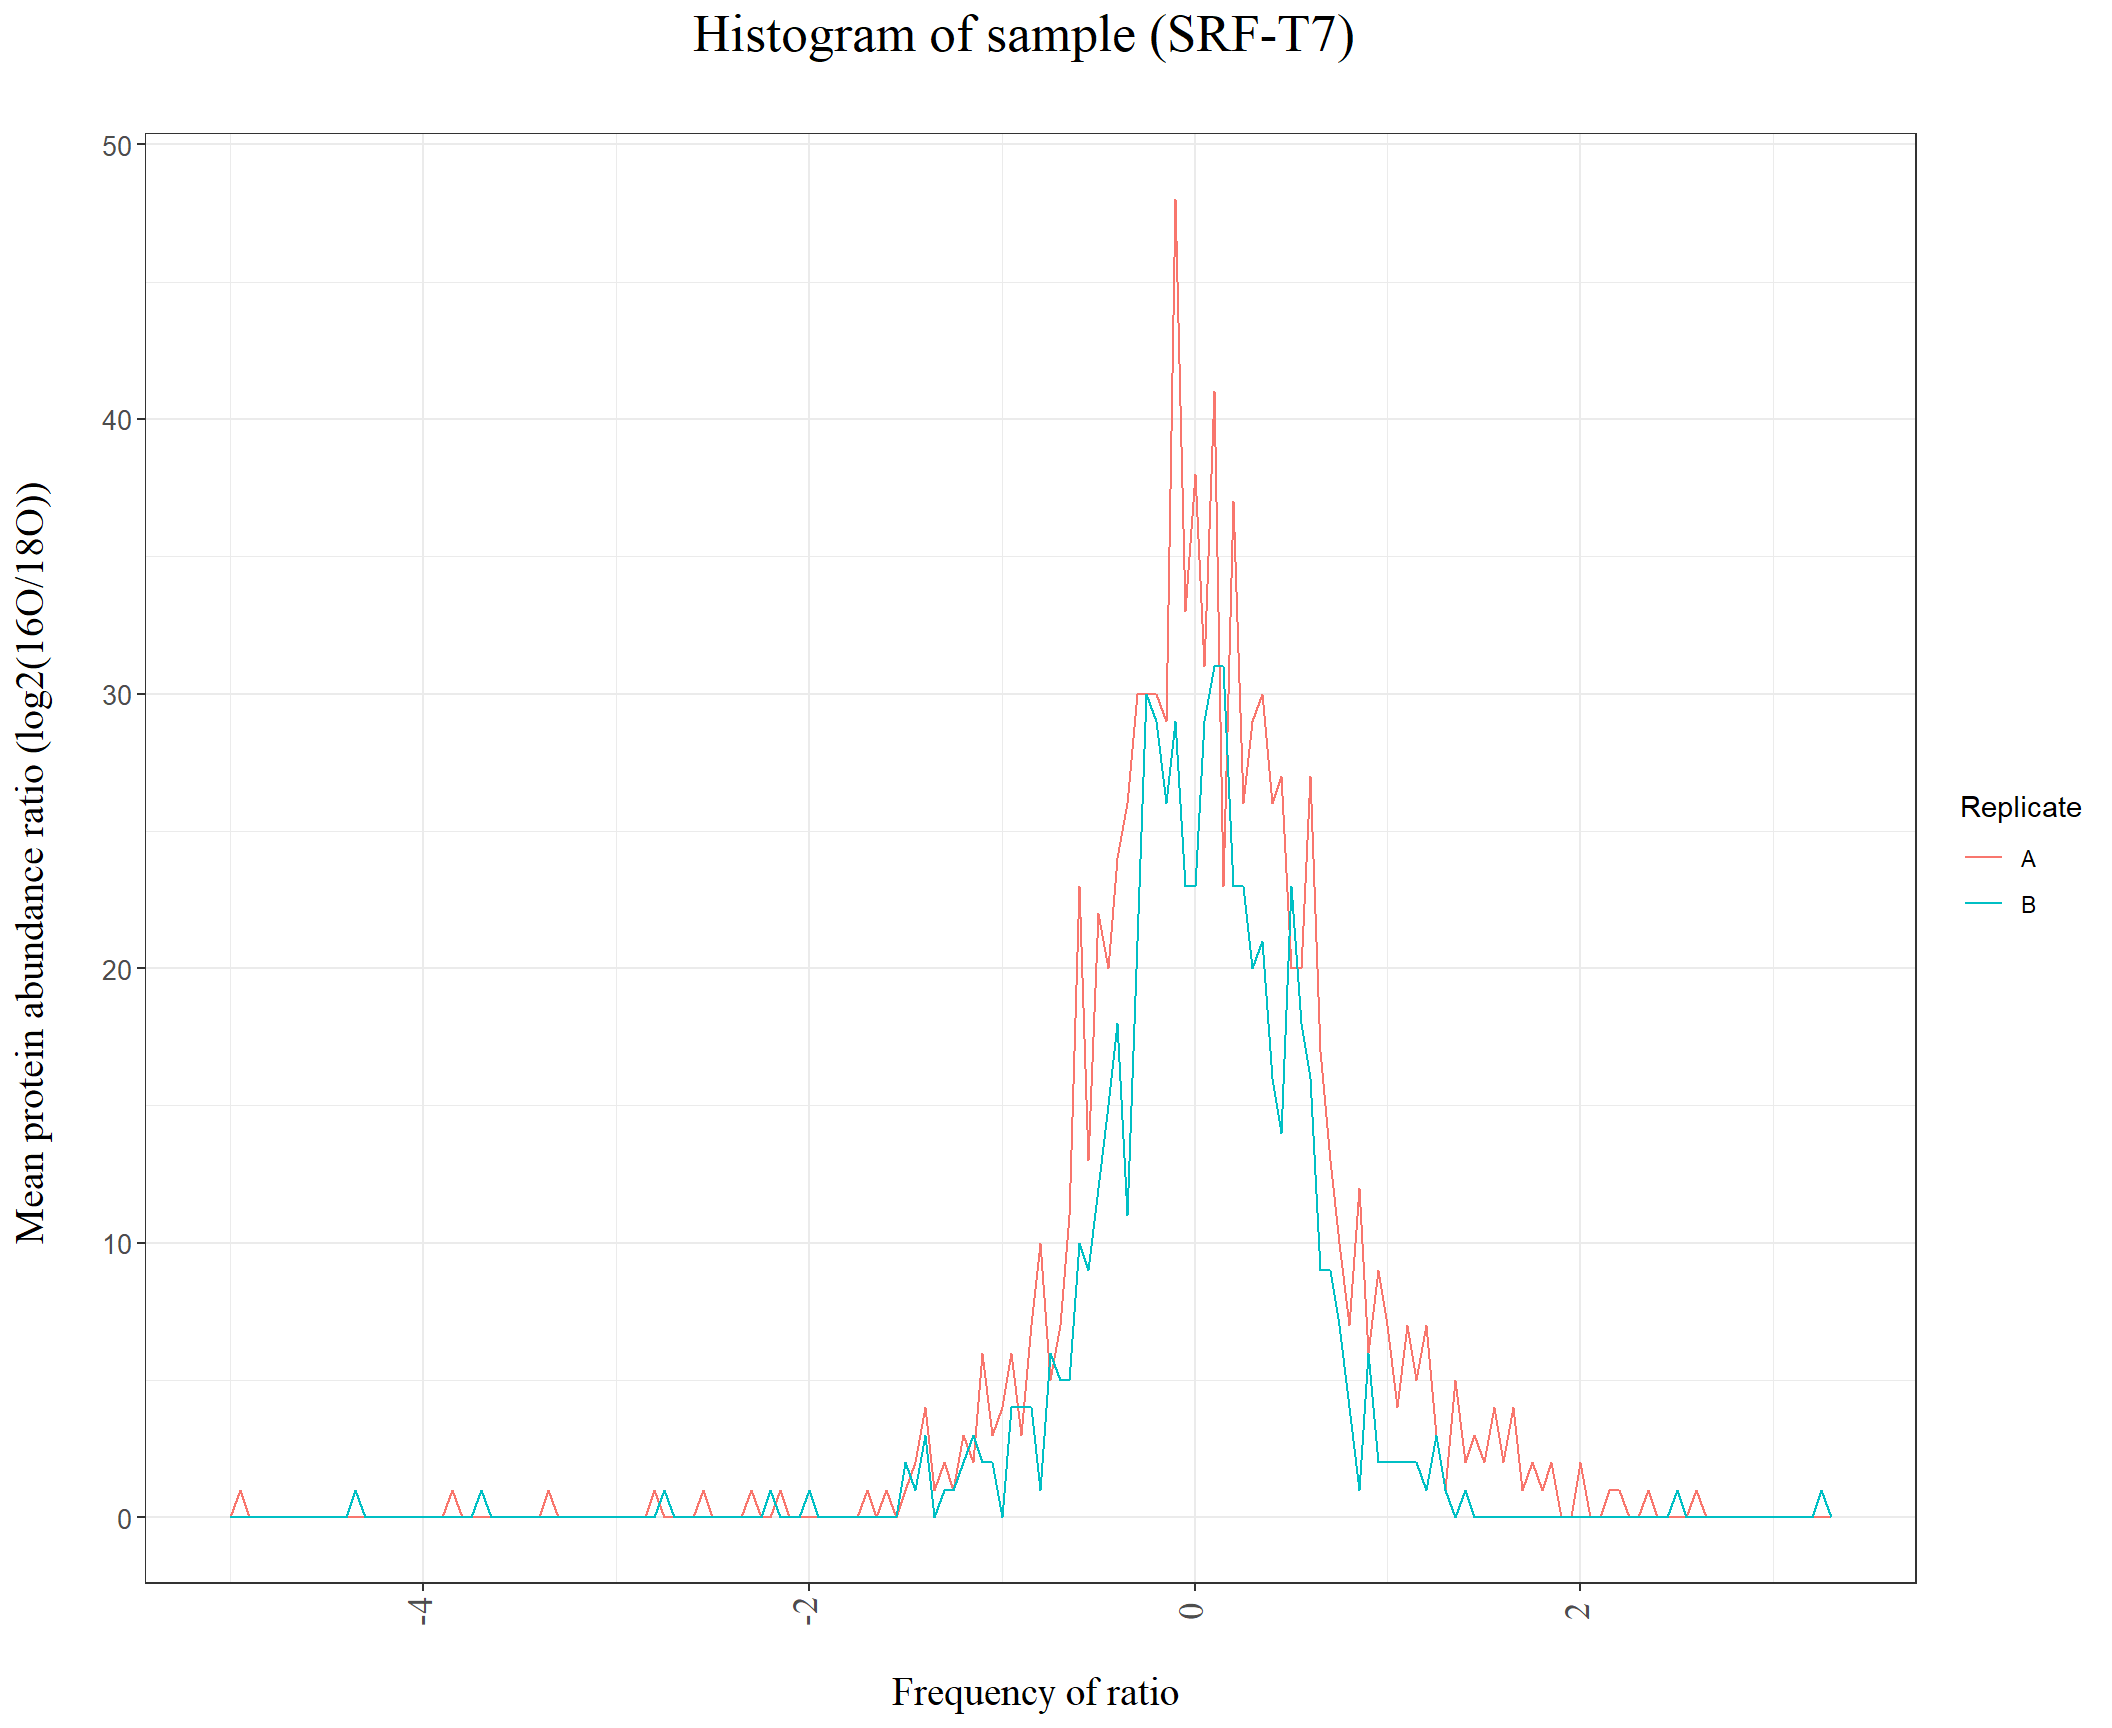 Histogram of sample (SRF-T7)
Mean protein abundance ratio (log2(16O/18O))
50
40
30
20
10
0
-4
-2
0
2
Frequency of ratio
Replicate
A
B